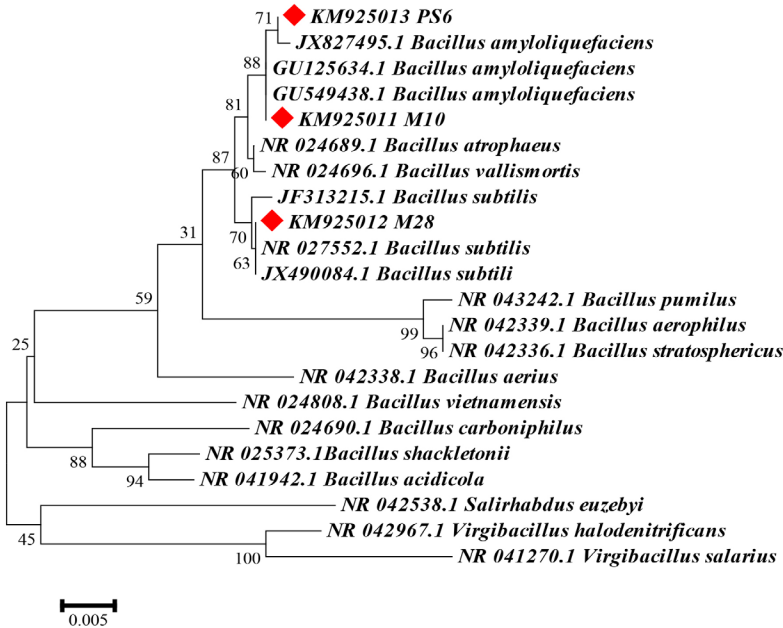 71
KM925013 PS6
JX827495.1 Bacillus amyloliquefaciens
88
GU125634.1 Bacillus amyloliquefaciens
GU549438.1 Bacillus amyloliquefaciens
81
KM925011 M10
NR 024689.1 Bacillus atrophaeus
87
60
NR 024696.1 Bacillus vallismortis
JF313215.1 Bacillus subtilis
KM925012 M28
31
70
NR 027552.1 Bacillus subtilis
63
JX490084.1 Bacillus subtili
59
NR 043242.1 Bacillus pumilus
99
NR 042339.1 Bacillus aerophilus
25
96
NR 042336.1 Bacillus stratosphericus
NR 042338.1 Bacillus aerius
NR 024808.1 Bacillus vietnamensis
NR 024690.1 Bacillus carboniphilus
88
NR 025373.1Bacillus shackletonii
94
NR 041942.1 Bacillus acidicola
NR 042538.1 Salirhabdus euzebyi
45
NR 042967.1 Virgibacillus halodenitrificans
100
NR 041270.1 Virgibacillus salarius
0.005